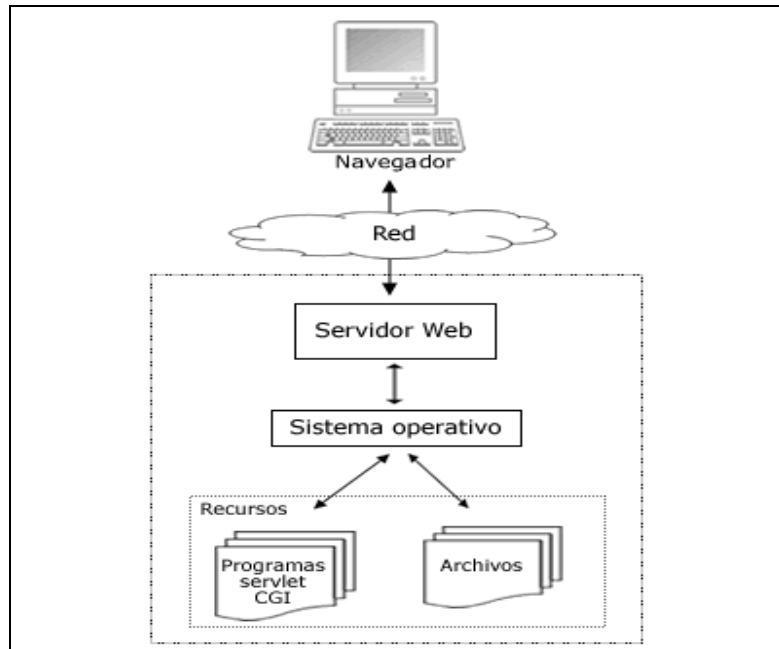 Navegador
Red
Servidor Web
Sistema operativo
Recursos
Programas
servlet
CGI
Archivos